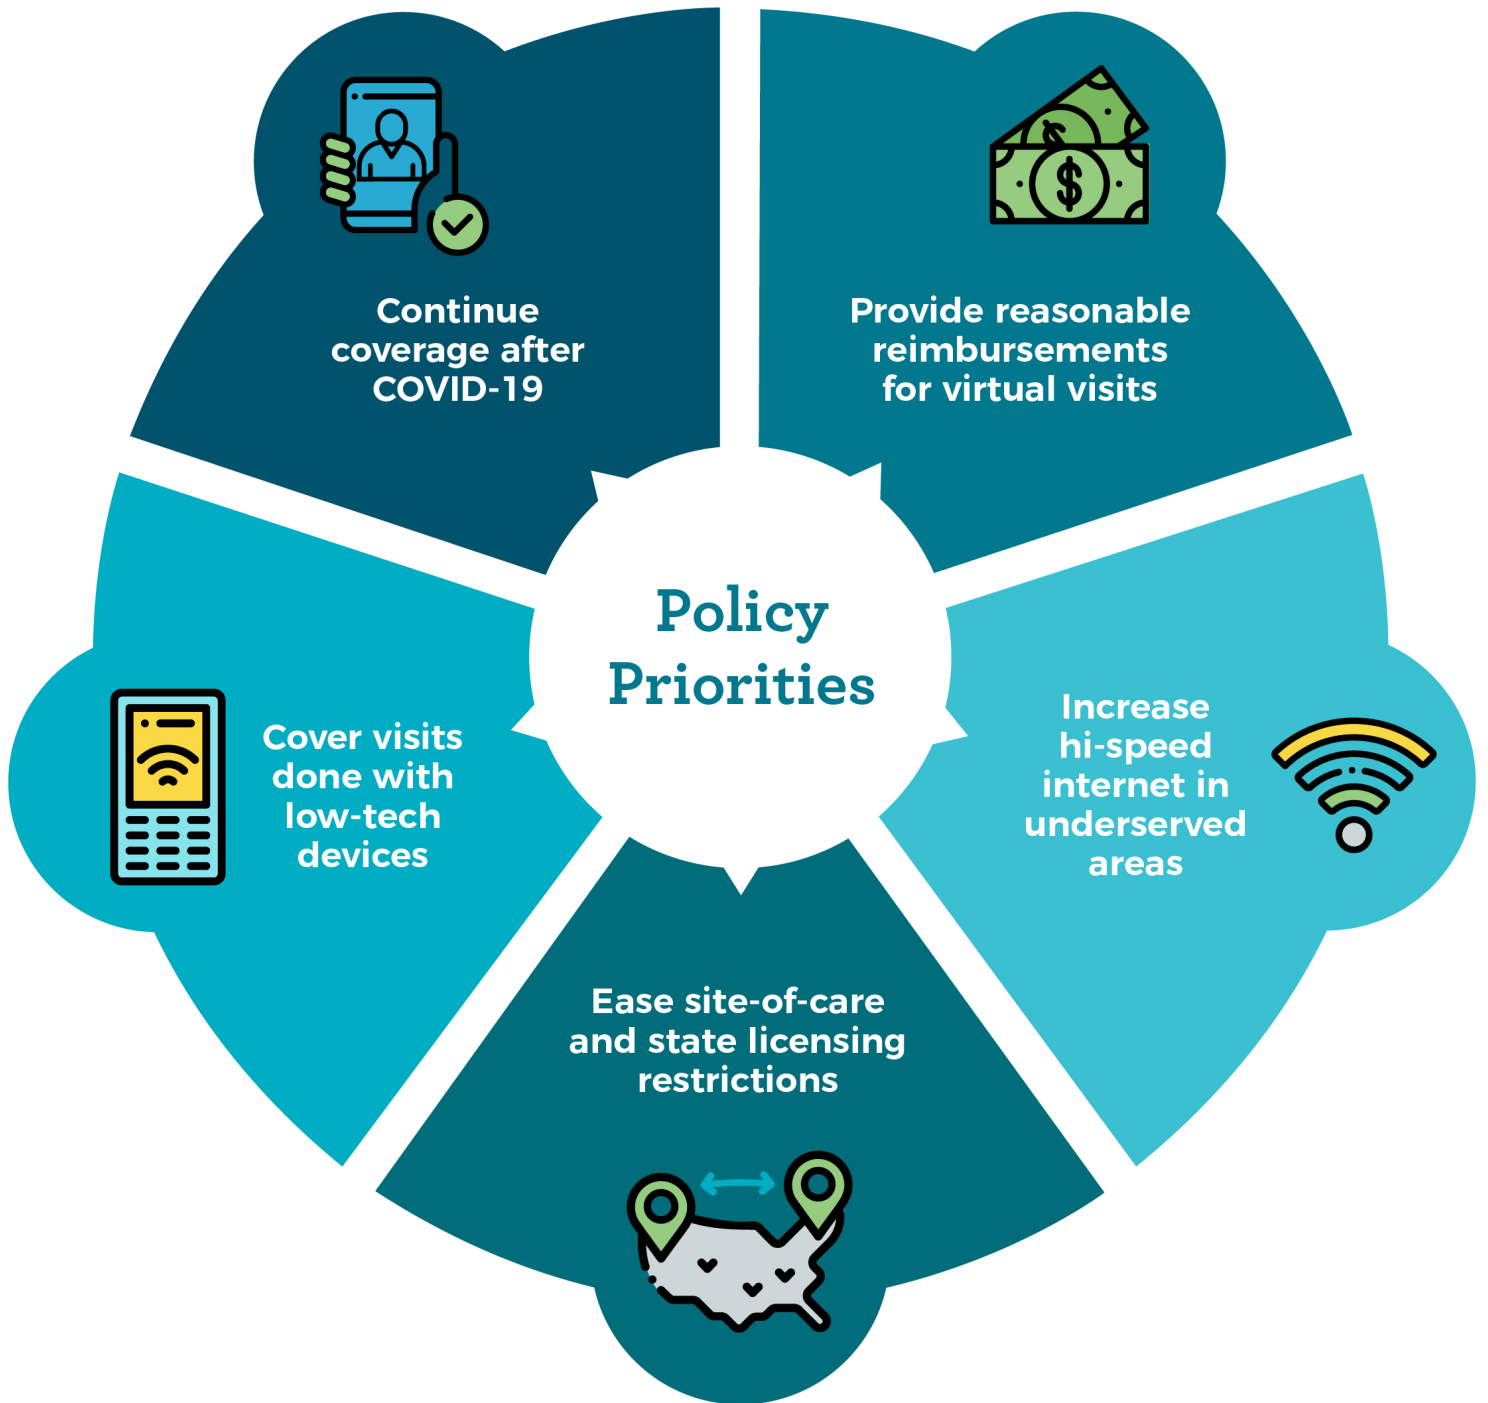 Continue
coverage after
COVID-19
Provide reasonable
reimbursements
for virtual visits
Policy
Priorities
Cover visits
done with
low-tech
devices
Increase
hi-speed
internet in
underserved
areas
Ease site-of-care
and state licensing
restrictions
$
$